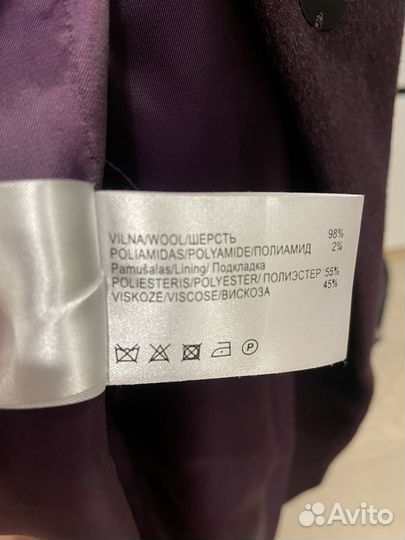 VILNA/WOOL/ШЕРСТЬ 98%
POLIAMIDAS/POLYAMIDE/ПОЛИАМИД 2%
Pamušalas/Lining/ Подкладка
POLIESTERIS/POLYESTER/ ПОЛИЭСТЕР 55%
VISKOZĖ/VISCOSE/ВИСКОЗА 45%
P
Avito